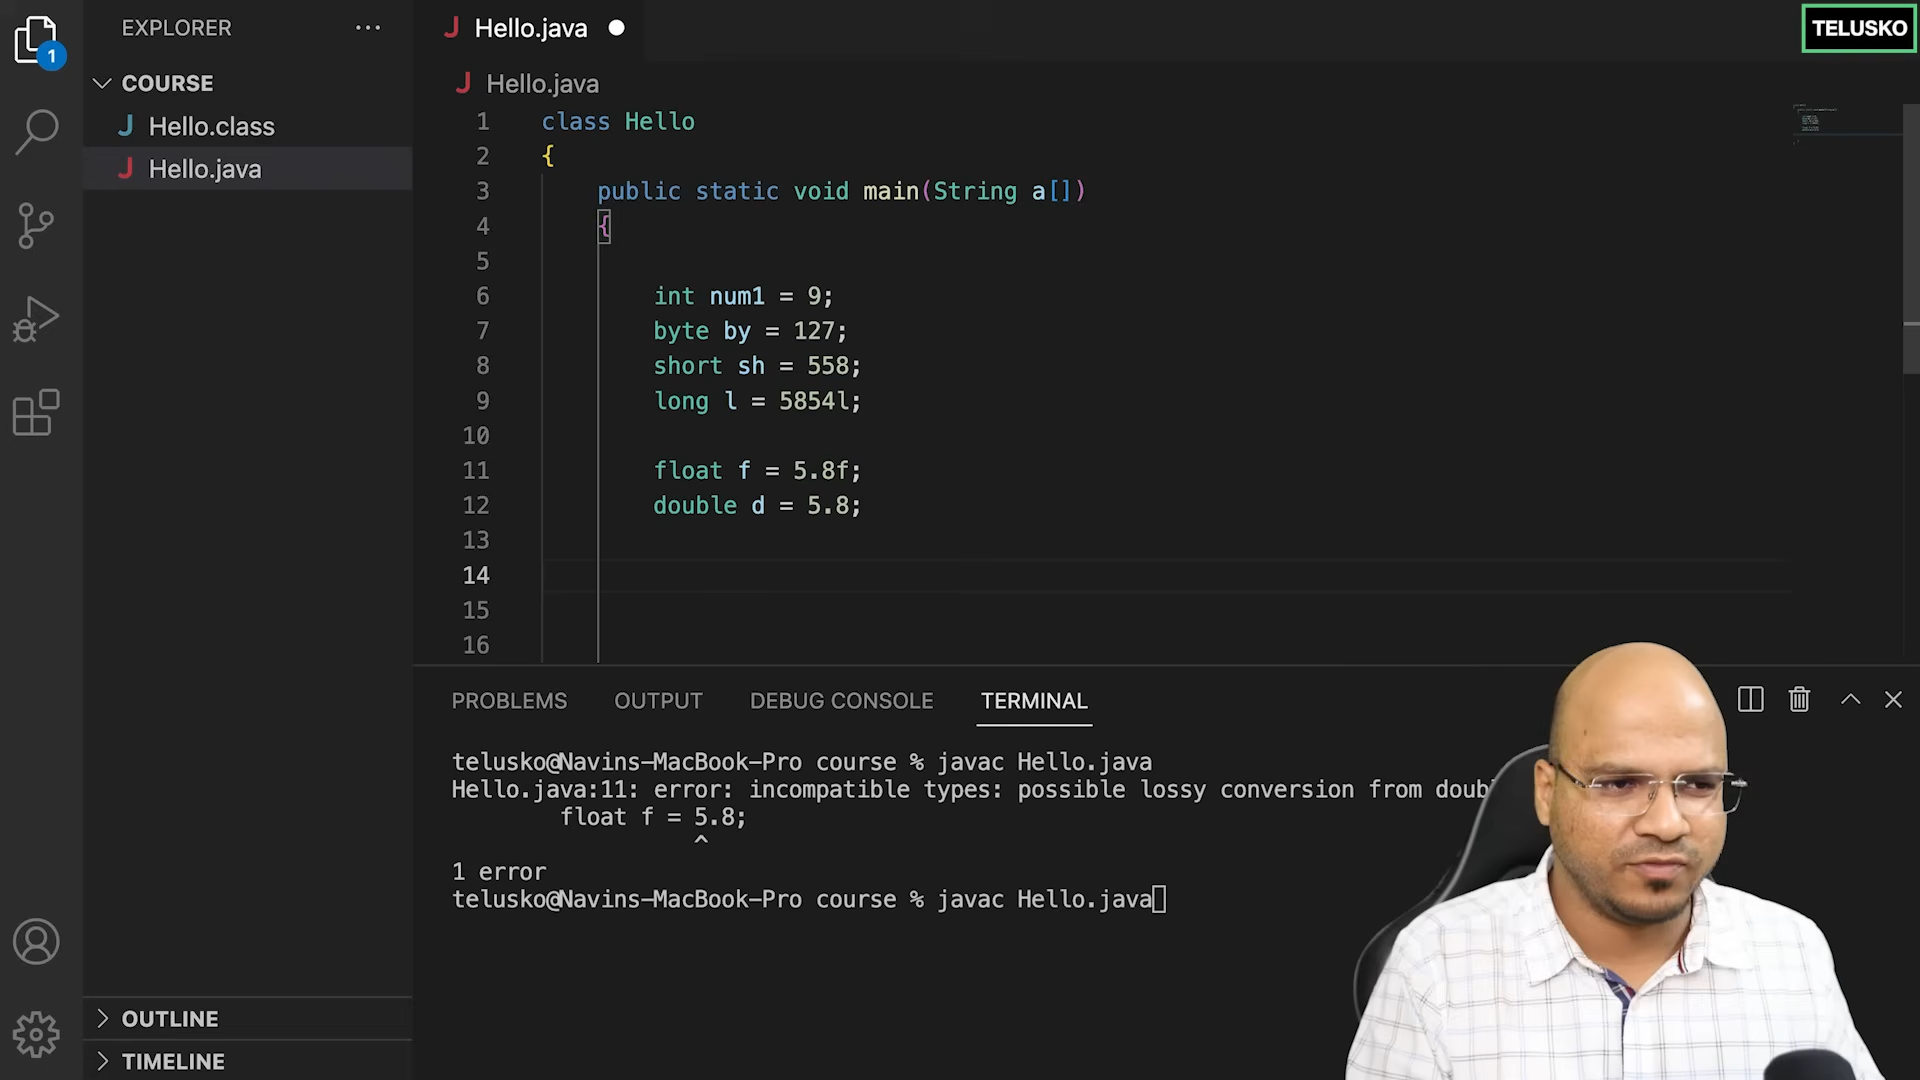 EXPLORER
Hello.java
TELUSKO
1
COURSE
Hello.class
Hello.java
Hello.java
1 class Hello
2 {
3 public static void main(String a[])
4 {
5
6 int num1 = 9;
7 byte by = 127;
8 short sh = 558;
9 long l = 5854l;
10
11 float f = 5.8f;
12 double d = 5.8;
13
14
15
16
PROBLEMS OUTPUT DEBUG CONSOLE TERMINAL
telusko@Navins-MacBook-Pro course % javac Hello.java
Hello.java:11: error: incompatible types: possible lossy conversion from doub
float f = 5.8;
^
1 error
telusko@Navins-MacBook-Pro course % javac Hello.java
OUTLINE
TIMELINE